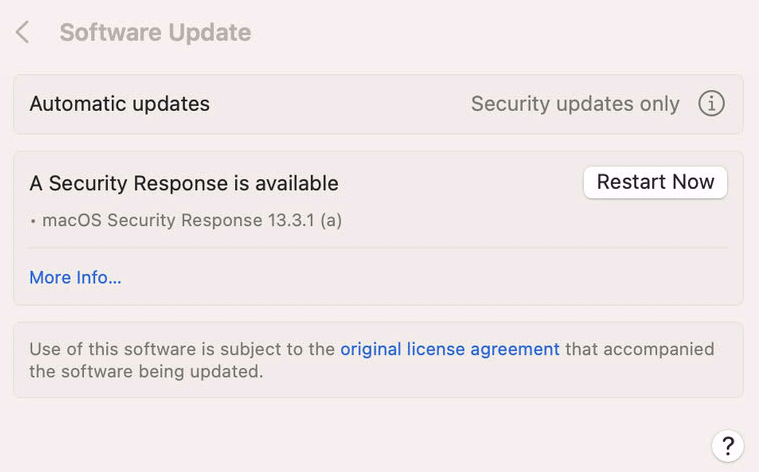 Software Update
Automatic updates
Security updates only
A Security Response is available
Restart Now
• macOS Security Response 13.3.1 (a)
More Info...
Use of this software is subject to the original license agreement that accompanied
the software being updated.
?